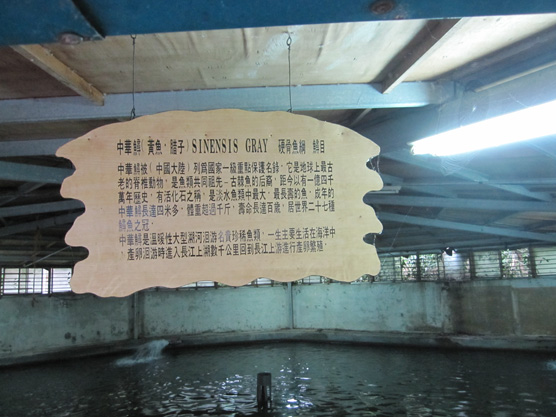 中華鱘 黃魚, 腊子 SINENSIS GRAY 硬骨魚綱 鱘目
中華鱘被(中國大陸)列爲國家一級重點保護名錄, 它是地球上最古
老的脊椎動物, 是魚類共同祖先--古棘魚的后裔, 距今以有一億四千
萬年歷史, 有活化石之稱, 是淡水魚類中最大, 最長壽的魚, 成年的
中華鱘長達四米多, 體重超過千斤, 壽命長達百歲, 居世界二十七種
鱘魚之冠,
中華鱘是溫暖性大型溯河洄游名貴珍稀魚類, 一生主要生活在海洋中
, 產卵洄游時進入長江上溯數千公里回到長江上游進行產卵繁殖,